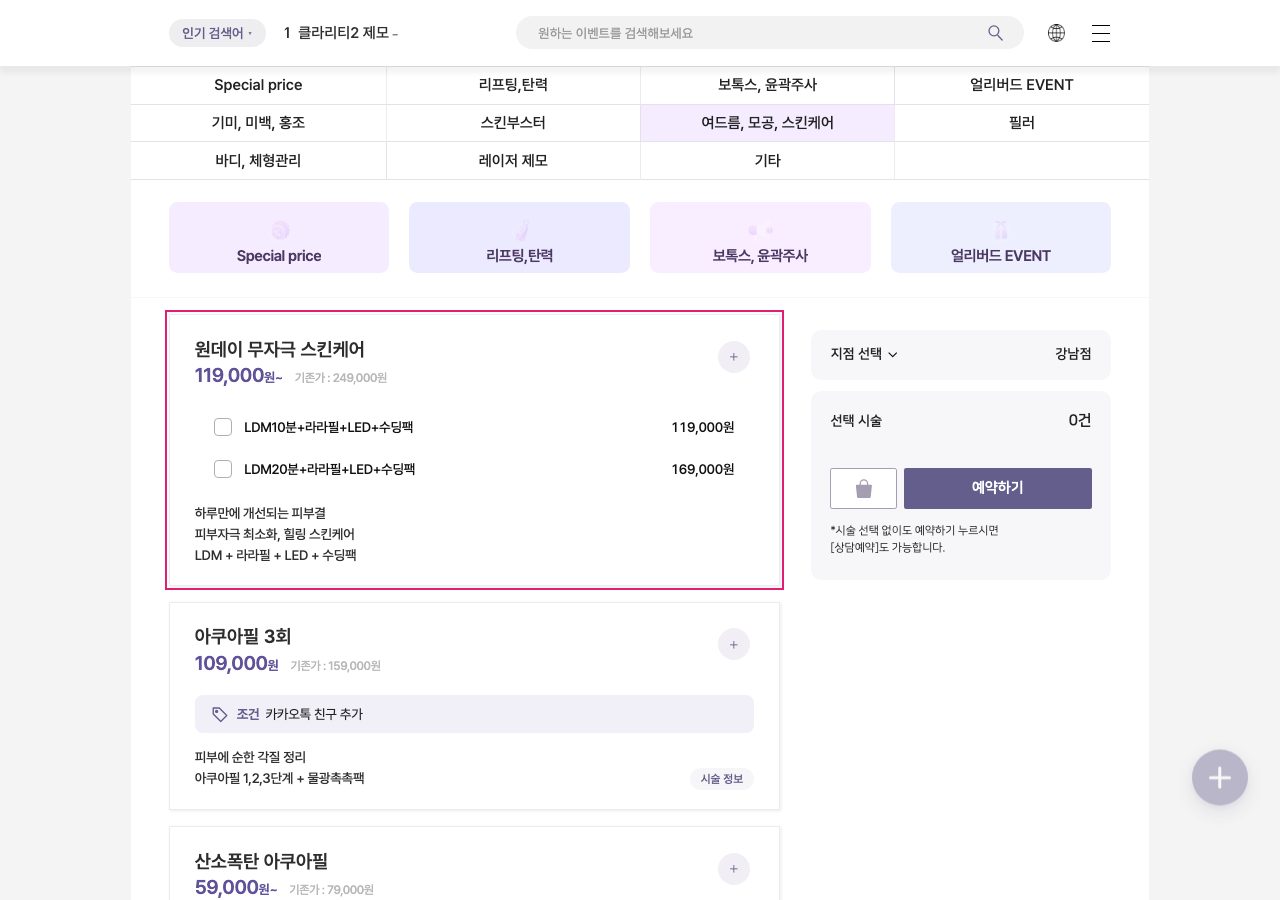 인기 검색어
1 클라리티2 제모 -
원하는 이벤트를 검색해보세요
Special price
리프팅,탄력
보톡스, 윤곽주사
얼리버드 EVENT
기미, 미백, 홍조
스킨부스터
여드름, 모공, 스킨케어
필러
바디, 체형관리
레이저 제모
기타
Special price
리프팅,탄력
보톡스, 윤곽주사
얼리버드 EVENT
원데이 무자극 스킨케어
119,000원~ 기존가 : 249,000원
LDM10분+라라필+LED+수딩팩 119,000원
LDM20분+라라필+LED+수딩팩 169,000원
하루만에 개선되는 피부결
피부자극 최소화, 힐링 스킨케어
LDM + 라라필 + LED + 수딩팩
지점 선택 강남점
선택 시술 0건
예약하기
*시술 선택 없이도 예약하기 누르시면
[상담예약]도 가능합니다.
아쿠아필 3회
109,000원 기존가 : 159,000원
조건 카카오톡 친구 추가
피부에 순한 각질 정리
아쿠아필 1,2,3단계 + 물광촉촉팩
시술 정보
산소폭탄 아쿠아필
59,000원~ 기존가 : 79,000원